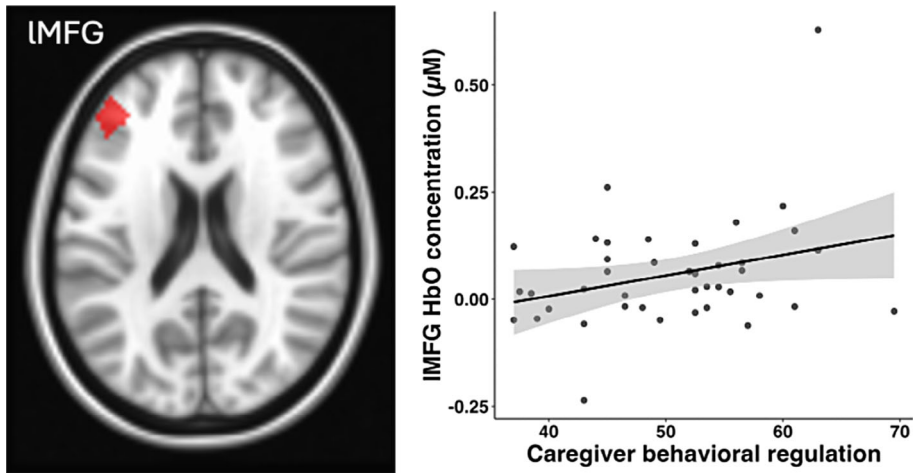 lMFG
lMFG HbO concentration (μM)
0.50
0.25
0.00
-0.25
40 50 60 70
Caregiver behavioral regulation